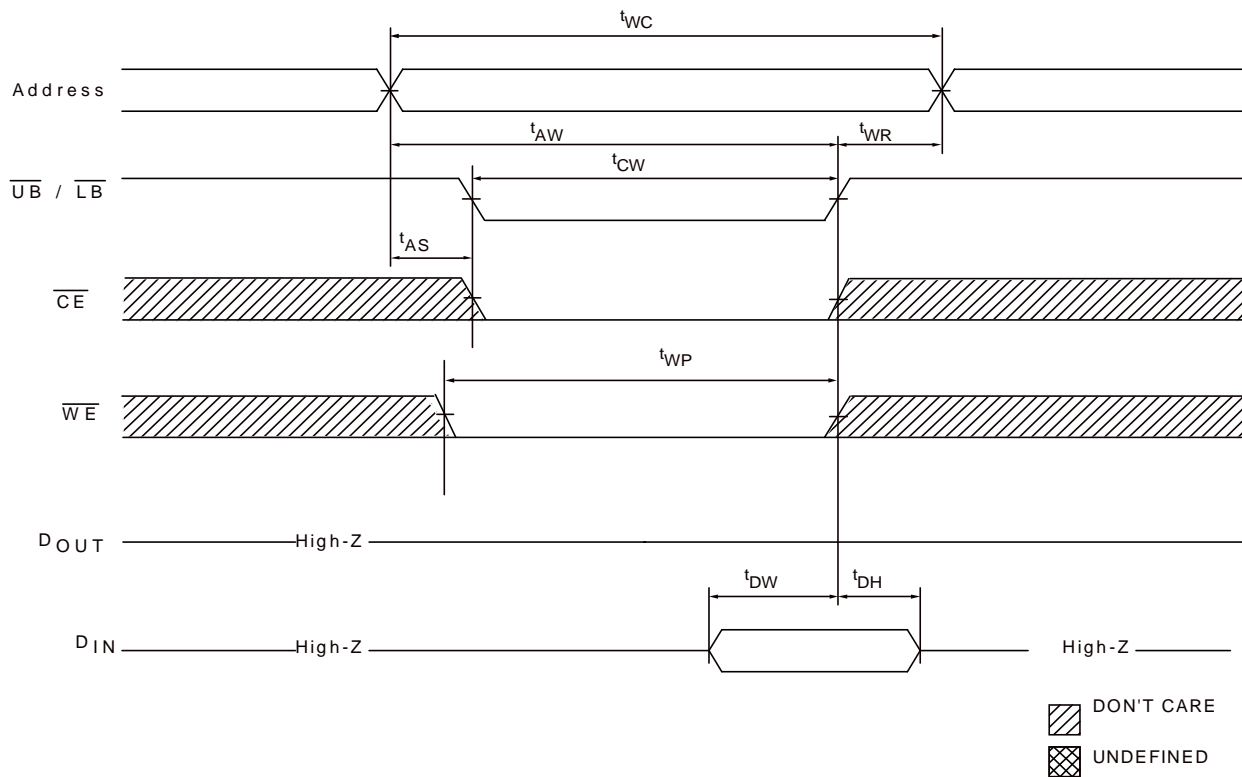 tWC
Address
tAW
tWR
tCW
UB / LB
tAS
CE
tWP
WE
DOUT High-Z
tDW
tDH
DIN High-Z High-Z
DON'T CARE
UNDEFINED